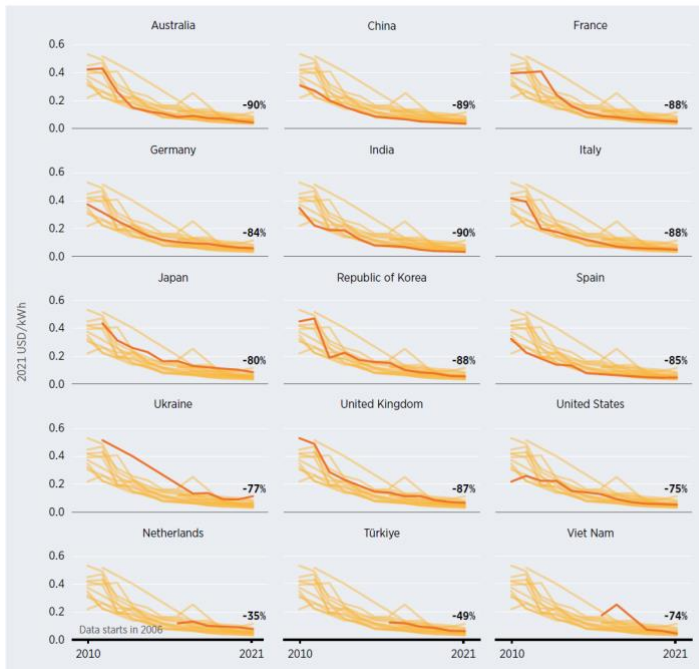 Australia China France
0.6
0.4
0.2
0.0
-90% -89% -88%
Germany India Italy
0.6
0.4
0.2
0.0
-84% -90% -88%
Japan Republic of Korea Spain
0.6
0.4
0.2
0.0
-80% -88% -85%
2021 USD/kWh
Ukraine United Kingdom United States
0.6
0.4
0.2
0.0
-77% -87% -75%
Netherlands Türkiye Viet Nam
0.6
0.4
0.2
0.0
-35% -49% -74%
Data starts in 2006
2010 2021 2010 2021 2010 2021